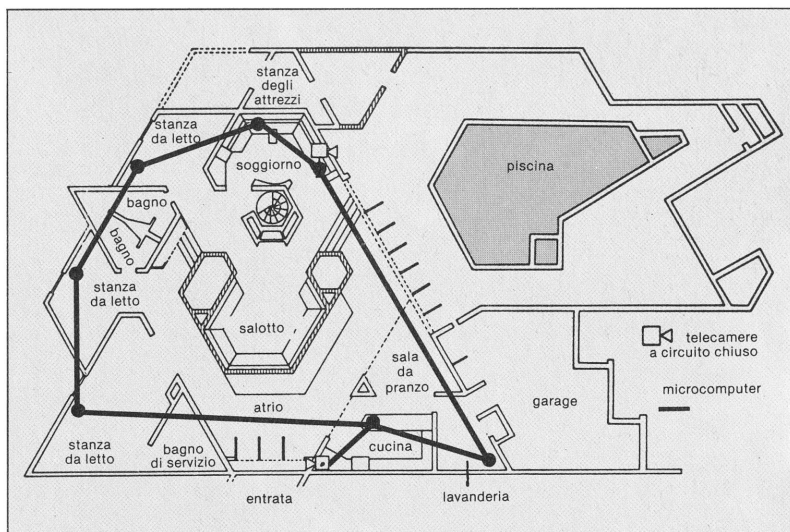 stanza
degli
attrezzi
stanza
da letto
soggiorno
piscina
bagno
bagno
stanza
da letto
salotto
telecamere
a circuito chiuso
sala
da
pranzo
microcomputer
garage
atrio
cucina
stanza
da letto
bagno
di servizio
entrata
lavanderia